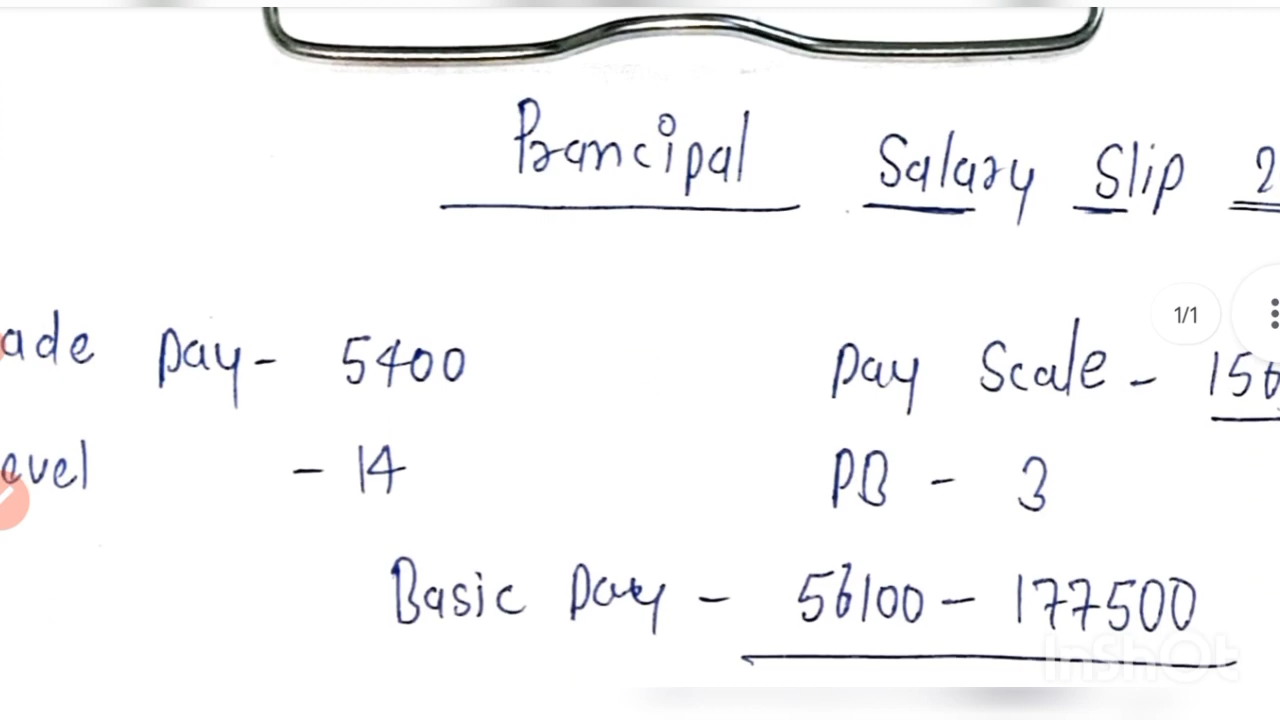 Prancipal Salary Slip 2
1/1
ade Pay - 5400 Pay Scale - 156
evel - 14 PB - 3
Basic Pay - 56100 - 177500
InShOt